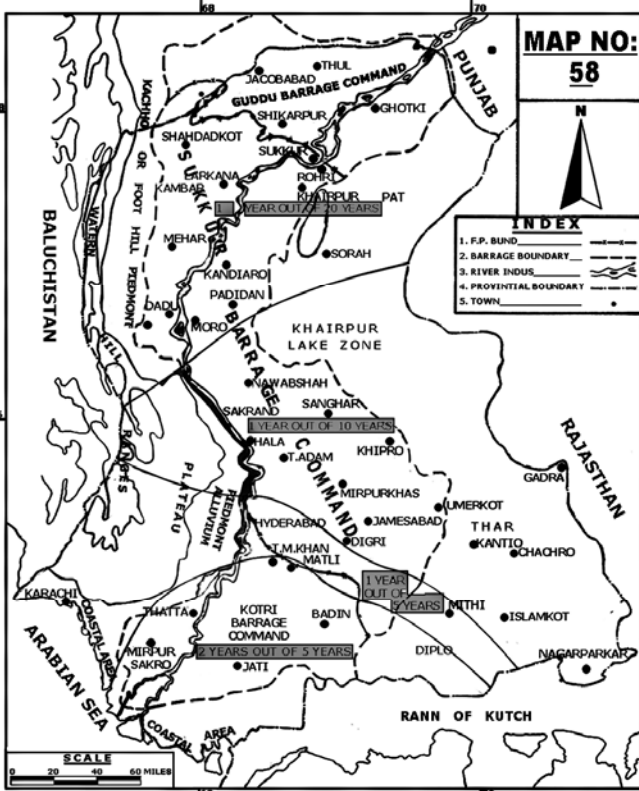 68
70
MAP NO:
58
N
PUNJAB
THUL
JACOBABAD
GUDDU BARRAGE COMMAND
GHOTKI
SHIKARPUR
SHAHDADKOT
SUKKUR
LARKANA
ROHRI
KAMBAR
KHAIRPUR
PAT
1 YEAR OUT OF 20 YEARS
OR FOOT HILL PIEDMONT
INDEX
1. F.P. BUND
2. BARRAGE BOUNDARY
3. RIVER INDUS
4. PROVINTIAL BOUNDARY
5. TOWN
BALUCHISTAN
WATERN
HILL
RANGES
MEHAR
SORAH
KANDIARO
PADIDAN
DADU
MORO
SUKKUR BARRAGE COMMAND
KHAIRPUR
LAKE ZONE
NAWABSHAH
SAKRAND
SANGHAR
1 YEAR OUT OF 10 YEARS
HALA
KHIPRO
T.ADAM
RAJASTHAN
GADRA
MIRPURKHAS
PLATEAU
PIEDMONT
ALLUVIUM
UMERKOT
HYDERABAD
JAMESABAD
THAR
DIGRI
KANTIO
CHACHRO
T.M.KHAN
MATLI
1 YEAR
OUT OF
5 YEARS
KARACHI
COASTAL AREA
THATTA
KOTRI
BARRAGE
COMMAND
BADIN
MITHI
ISLAMKOT
ARABIAN SEA
MIRPUR
SAKRO
2 YEARS OUT OF 5 YEARS
DIPLO
NAGARPARKAR
JATI
COASTAL AREA
RANN OF KUTCH
SCALE
0 20 40 60 MILES